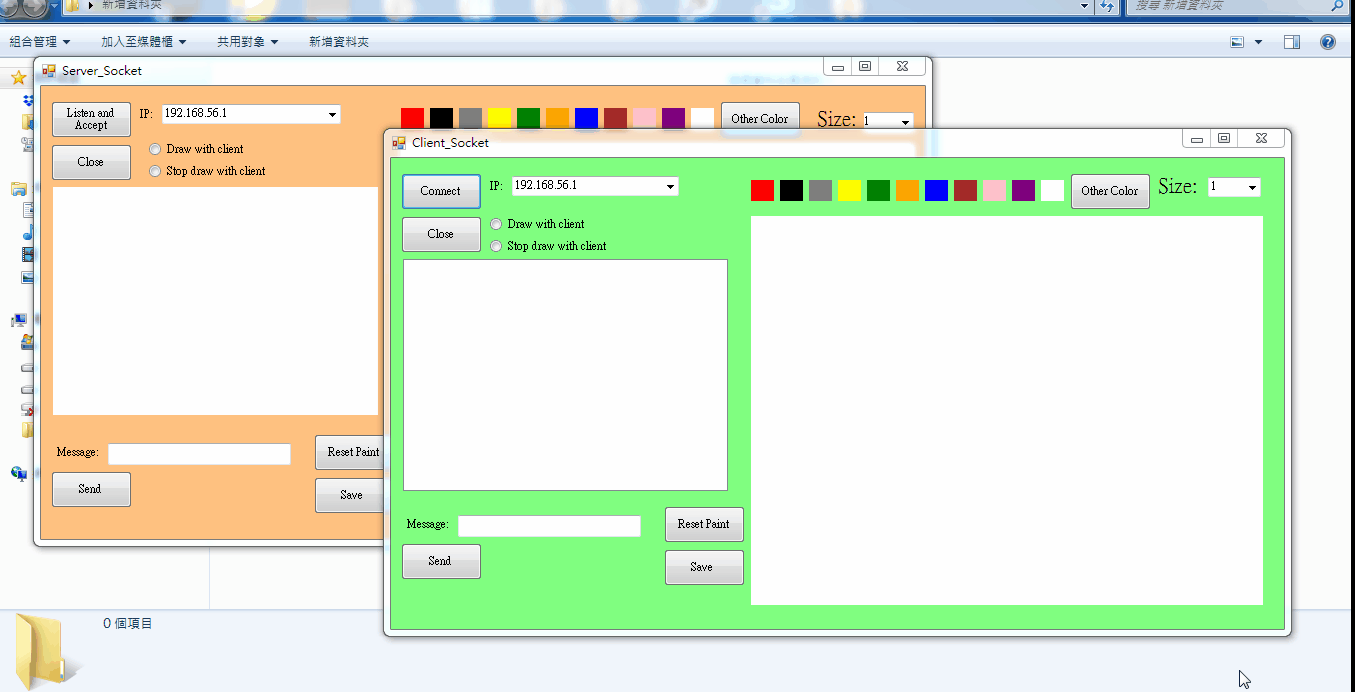 新增資料夾
搜尋 新增資料夾
組合管理 加入至媒體櫃 共用對象 新增資料夾
Server_Socket
Listen and
Accept
IP: 192.168.56.1
Other Color
Size: 1
Close
Draw with client
Stop draw with client
Message:
Reset Paint
Send
Save
Client_Socket
Connect
IP: 192.168.56.1
Other Color
Size: 1
Close
Draw with client
Stop draw with client
Message:
Reset Paint
Send
Save
0 個項目